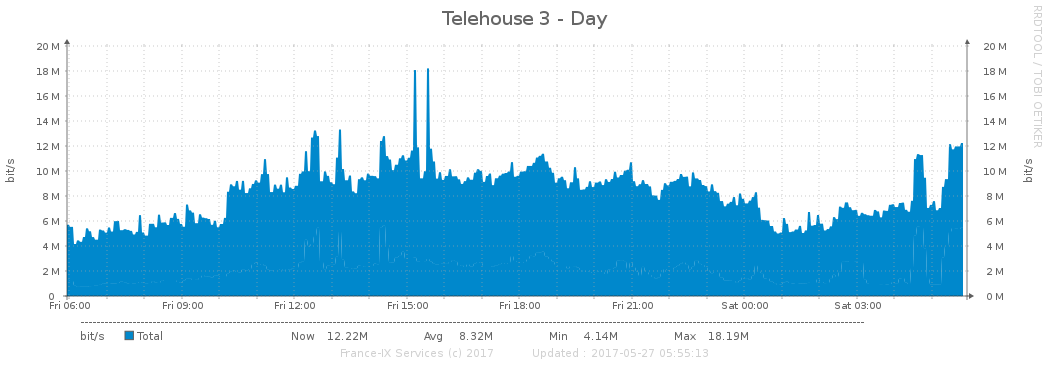 Telehouse 3 - Day
RRDTOOL / TOBI OETIKER
bit/s
bit/s
20 M 20 M
18 M 18 M
16 M 16 M
14 M 14 M
12 M 12 M
10 M 10 M
8 M 8 M
6 M 6 M
4 M 4 M
2 M 2 M
0 0 M
Fri 06:00 Fri 09:00 Fri 12:00 Fri 15:00 Fri 18:00 Fri 21:00 Sat 00:00 Sat 03:00
bit/s Total Now 12.22M Avg 8.32M Min 4.14M Max 18.19M
France-IX Services (c) 2017 Updated : 2017-05-27 05:55:13